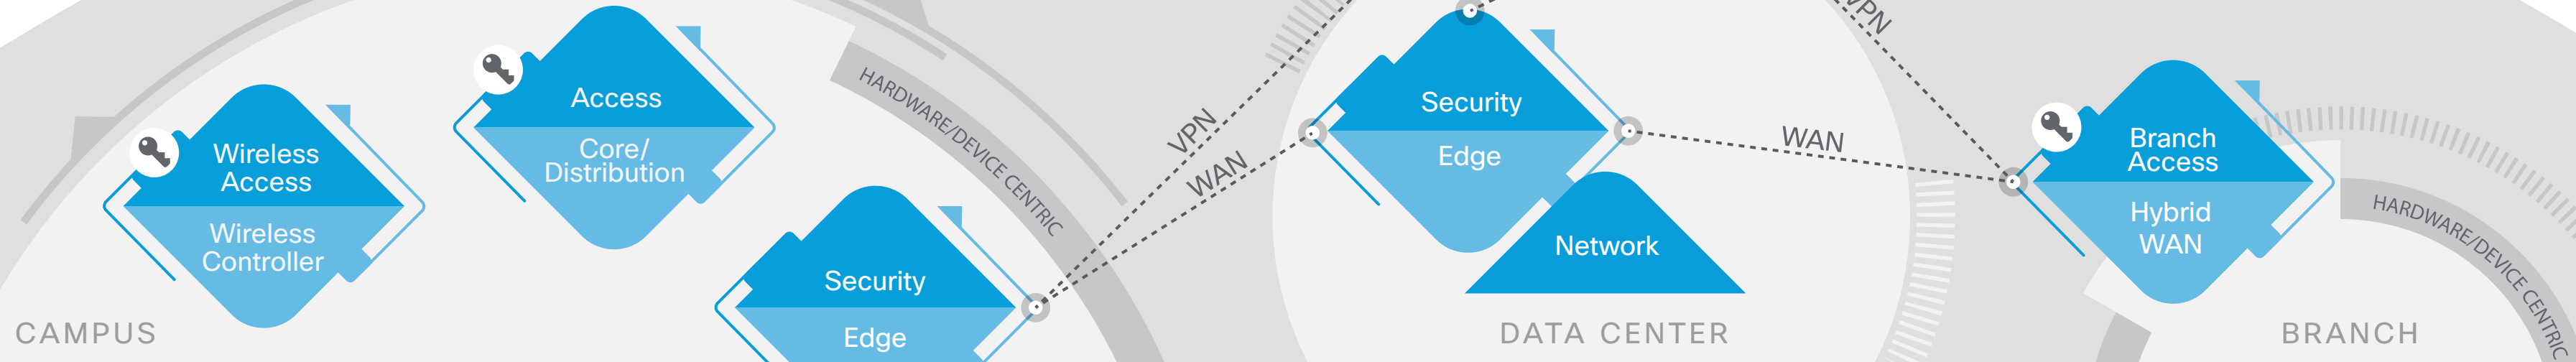 Wireless
Access
Wireless
Controller
CAMPUS
Access
Core/
Distribution
Security
Edge
HARDWARE/DEVICE CENTRIC
VPN
WAN
Security
Edge
Network
DATA CENTER
WAN
VPN
Branch
Access
Hybrid
WAN
BRANCH
HARDWARE/DEVICE CENTRIC